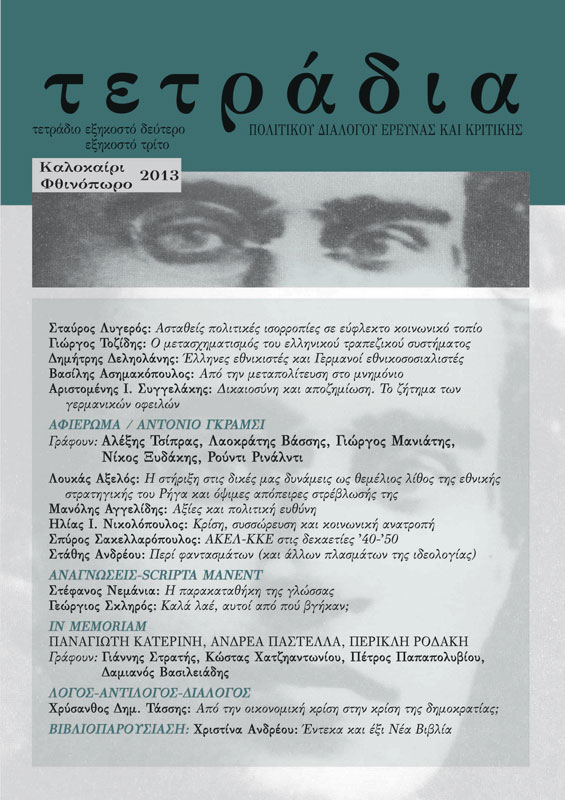 τετράδια
τετράδιο εξηκοστό δεύτερο
εξηκοστό τρίτο
ΠΟΛΙΤΙΚΟΥ ΔΙΑΛΟΓΟΥ ΕΡΕΥΝΑΣ ΚΑΙ ΚΡΙΤΙΚΗΣ
Καλοκαίρι
Φθινόπωρο 2013
Σταύρος Λυγερός: Ασταθείς πολιτικές ισορροπίες σε εύφλεκτο κοινωνικό τοπίο
Γιώργος Τοζίδης: Ο μετασχηματισμός του ελληνικού τραπεζικού συστήματος
Δημήτρης Δεληολάνης: Έλληνες εθνικιστές και Γερμανοί εθνικοσοσιαλιστές
Βασίλης Ασημακόπουλος: Από την μεταπολίτευση στο μνημόνιο
Αριστομένης Ι. Συγγελάκης: Δικαιοσύνη και αποζημίωση. Το ζήτημα των
γερμανικών οφειλών
ΑΦΙΕΡΩΜΑ / ΑΝΤΟΝΙΟ ΓΚΡΑΜΣΙ
Γράφουν: Αλέξης Τσίπρας, Λαοκράτης Βάσσης, Γιώργος Μανιάτης,
Νίκος Ξυδάκης, Ρούντι Ρινάλντι
Λουκάς Αξελός: Η στήριξη στις δικές μας δυνάμεις ως θεμέλιος λίθος της εθνικής
στρατηγικής του Ρήγα και όψιμες απόπειρες στρέβλωσής της
Μανόλης Αγγελίδης: Αξίες και πολιτική ευθύνη
Ηλίας Ι. Νικολόπουλος: Κρίση, συσσώρευση και κοινωνική ανατροπή
Σπύρος Σακελλαρόπουλος: ΑΚΕΛ-ΚΚΕ στις δεκαετίες '40-'50
Στάθης Ανδρέου: Περί φαντασμάτων (και άλλων πλασμάτων της ιδεολογίας)
ΑΝΑΓΝΩΣΕΙΣ-SCRIPTA MANENT
Στέφανος Νεμάνια: Η παρακαταθήκη της γλώσσας
Γεώργιος Σκληρός: Καλά λαέ, αυτοί από πού βγήκαν;
IN MEMORIAM
ΠΑΝΑΓΙΩΤΗ ΚΑΤΕΡΙΝΗ, ΑΝΔΡΕΑ ΠΑΣΤΕΛΛΑ, ΠΕΡΙΚΛΗ ΡΟΔΑΚΗ
Γράφουν: Γιάννης Στρατής, Κώστας Χατζηαντωνίου, Πέτρος Παπαπολυβίου,
Δαμιανός Βασιλειάδης
ΛΟΓΟΣ-ΑΝΤΙΛΟΓΟΣ-ΔΙΑΛΟΓΟΣ
Χρύσανθος Δημ. Τάσσης: Από την οικονομική κρίση στην κρίση της δημοκρατίας;
ΒΙΒΛΙΟΠΑΡΟΥΣΙΑΣΗ: Χριστίνα Ανδρέου: Έντεκα και έξι Νέα Βιβλία